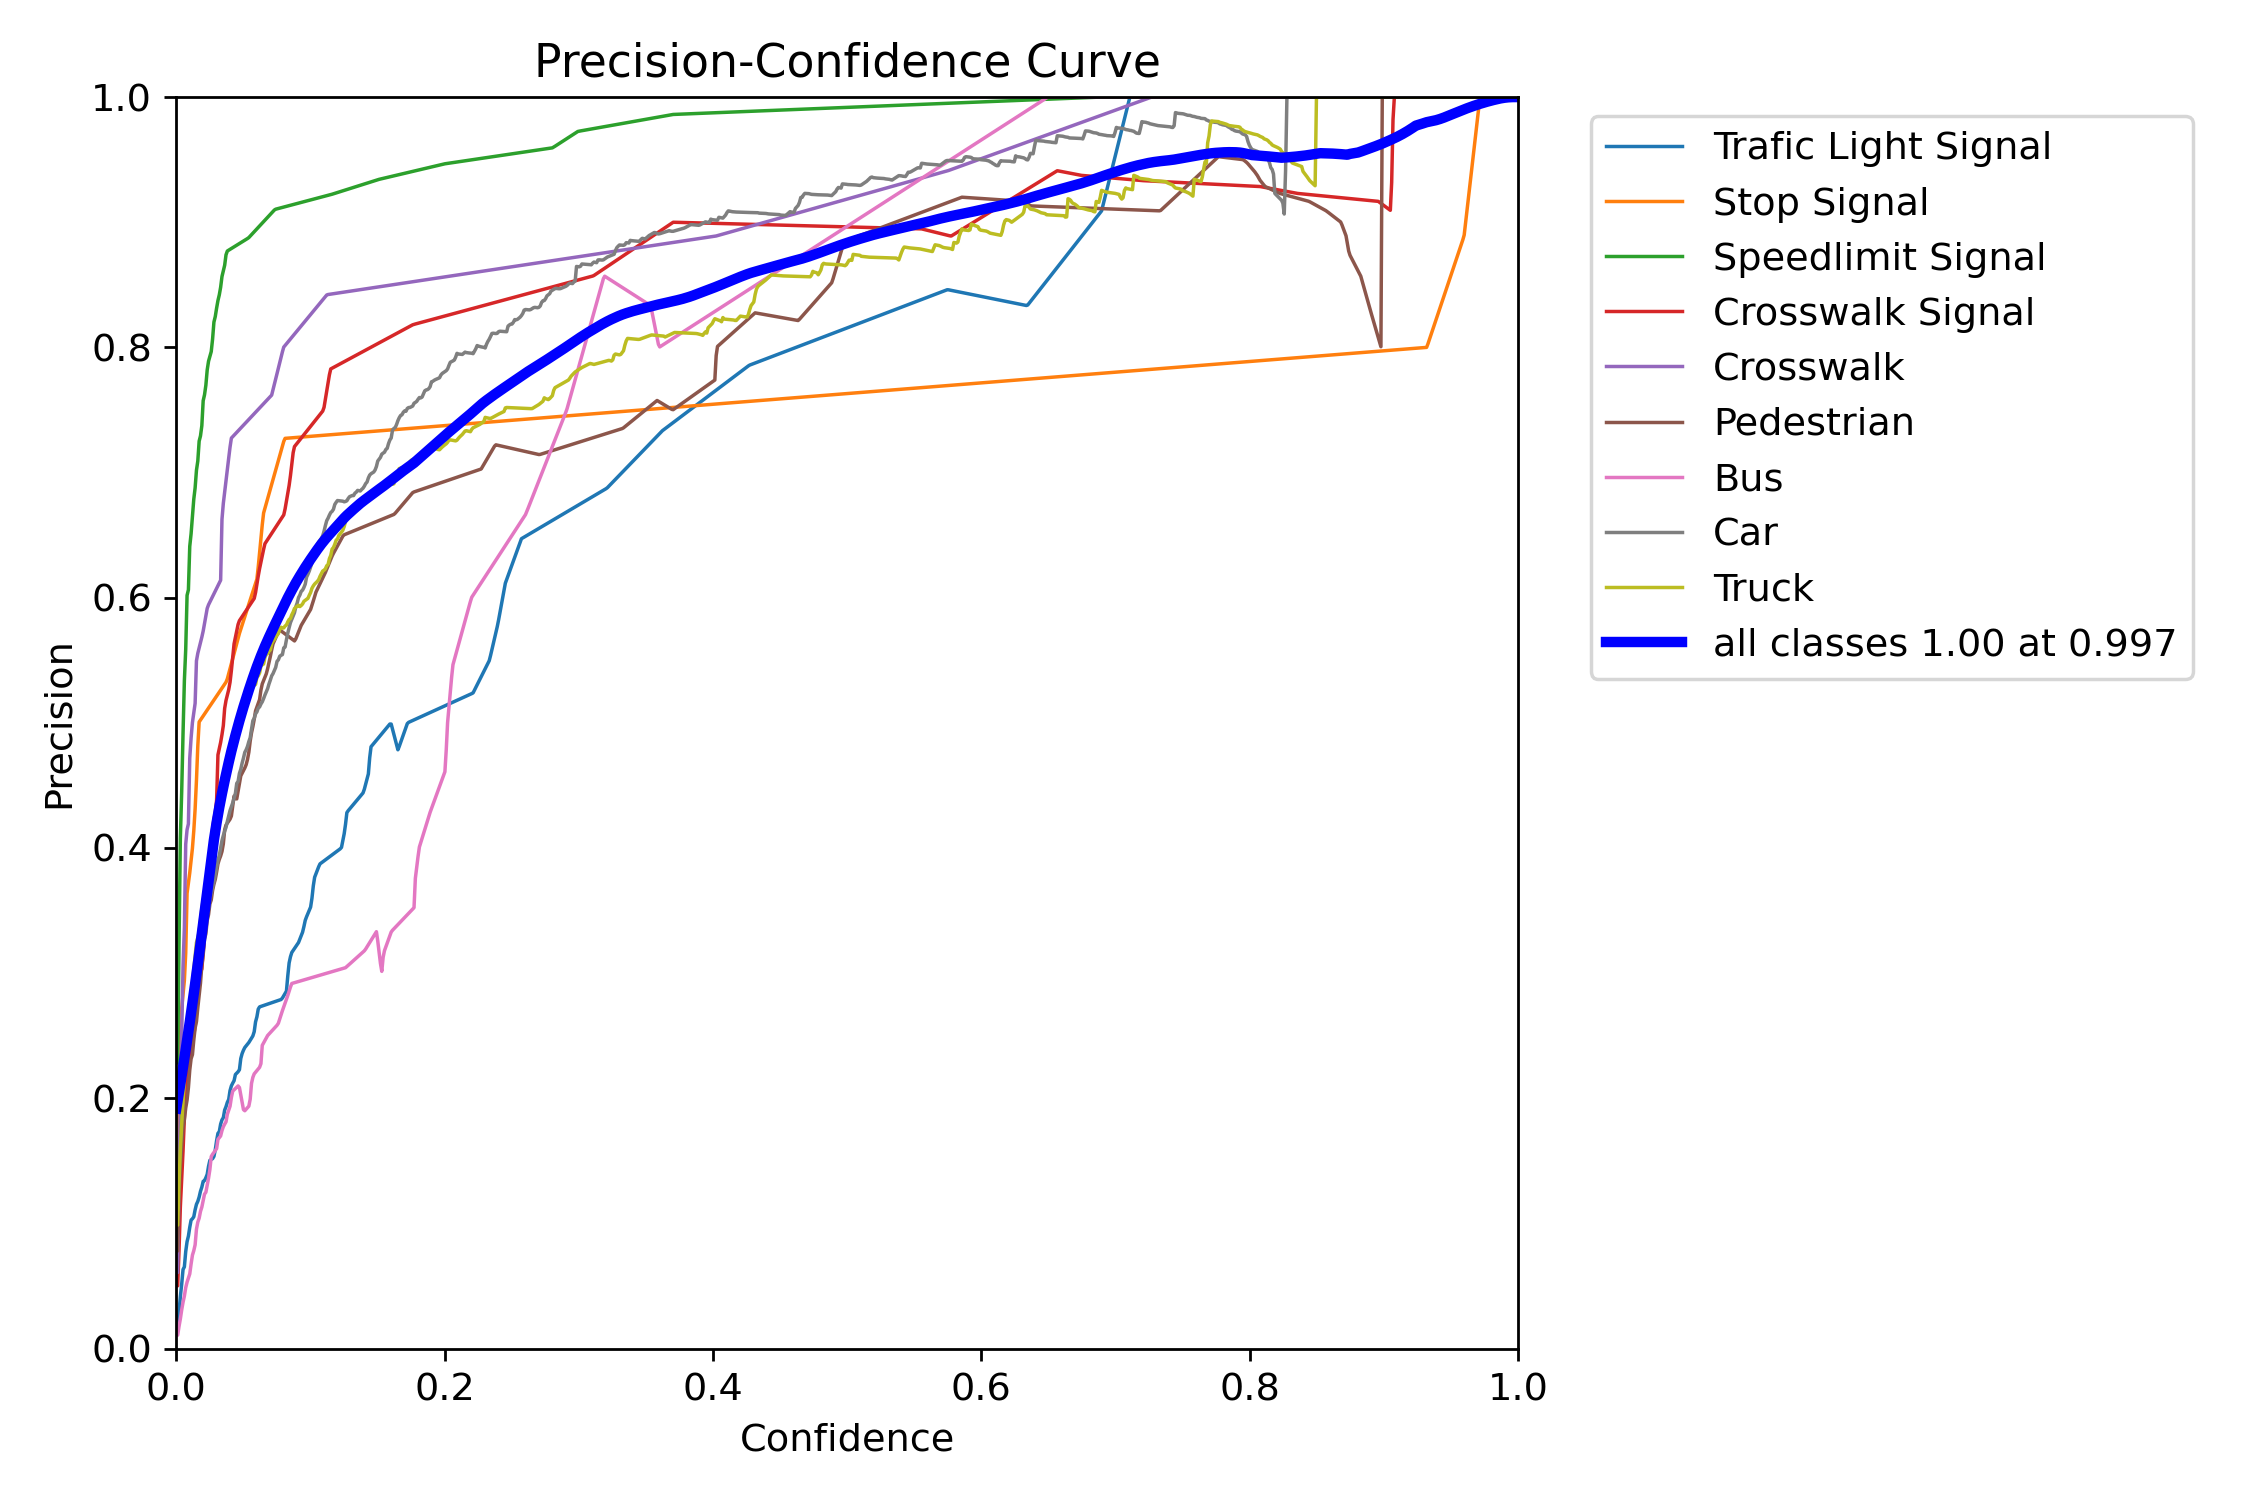 Precision-Confidence Curve
1.0
0.8
0.6
0.4
0.2
0.0
Precision
0.0 0.2 0.4 0.6 0.8 1.0
Confidence
Trafic Light Signal
Stop Signal
Speedlimit Signal
Crosswalk Signal
Crosswalk
Pedestrian
Bus
Car
Truck
all classes 1.00 at 0.997